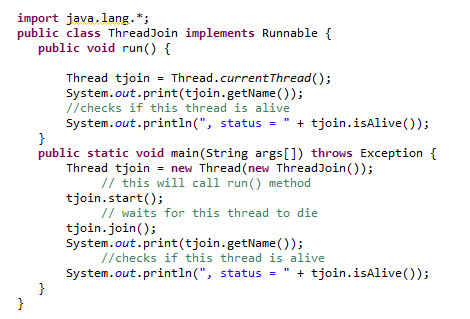 import java.lang.*;
public class ThreadJoin implements Runnable {
public void run() {
Thread tjoin = Thread.currentThread();
System.out.print(tjoin.getName());
//checks if this thread is alive
System.out.println(", status = " + tjoin.isAlive());
}
public static void main(String args[]) throws Exception {
Thread tjoin = new Thread(new ThreadJoin());
// this will call run() method
tjoin.start();
// waits for this thread to die
tjoin.join();
System.out.print(tjoin.getName());
//checks if this thread is alive
System.out.println(", status = " + tjoin.isAlive());
}
}